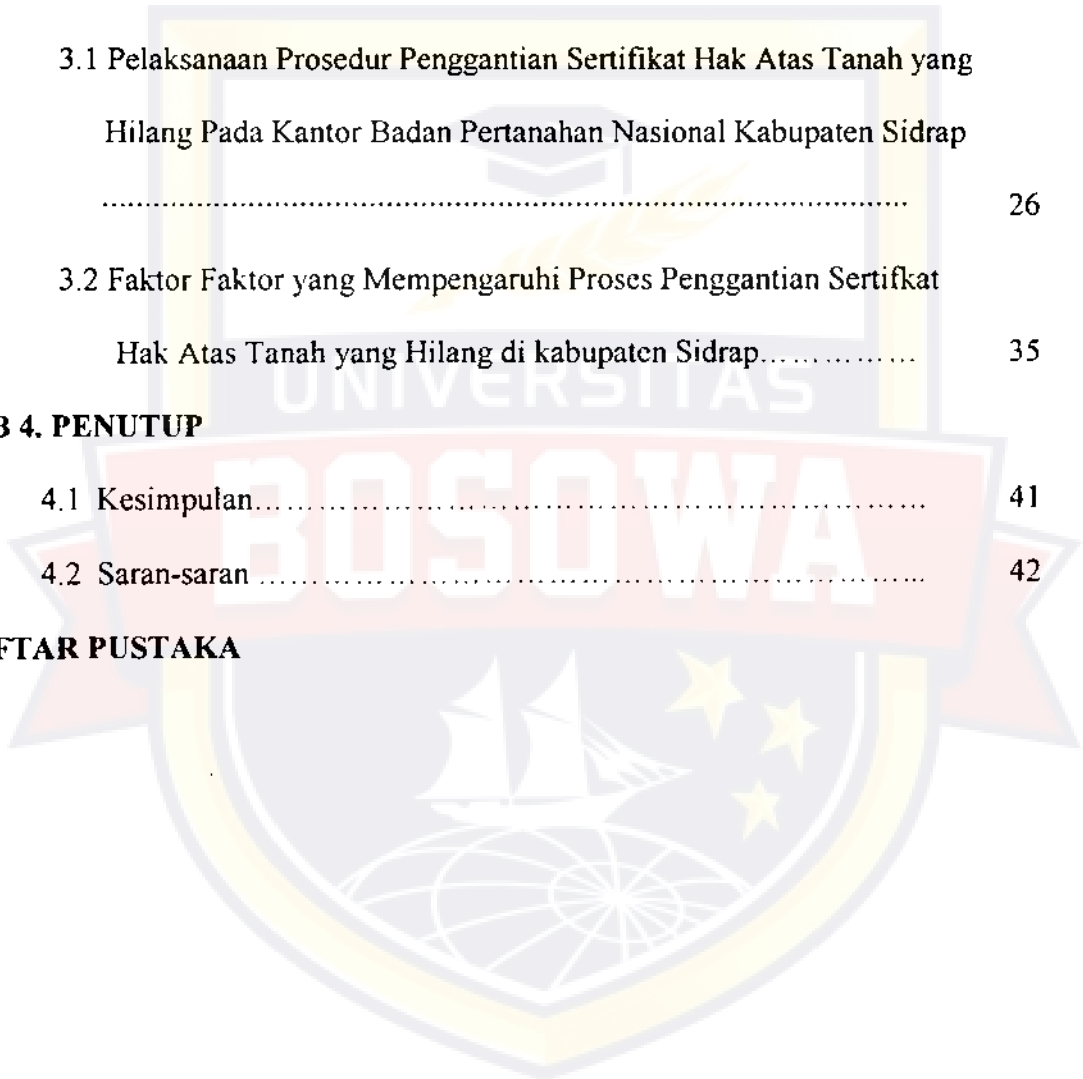 3.1 Pelaksanaan Prosedur Penggantian Sertifikat Hak Atas Tanah yang
Hilang Pada Kantor Badan Pertanahan Nasional Kabupaten Sidrap
.................................................................................... 26
3.2 Faktor Faktor yang Mempengaruhi Proses Penggantian Sertifkat
Hak Atas Tanah yang Hilang di kabupaten Sidrap................ 35
UNIVERSITAS
B 4. PENUTUP
BOSOWA
4.1 Kesimpulan.................................................................... 41
4.2 Saran-saran .................................................................... 42
FTAR PUSTAKA